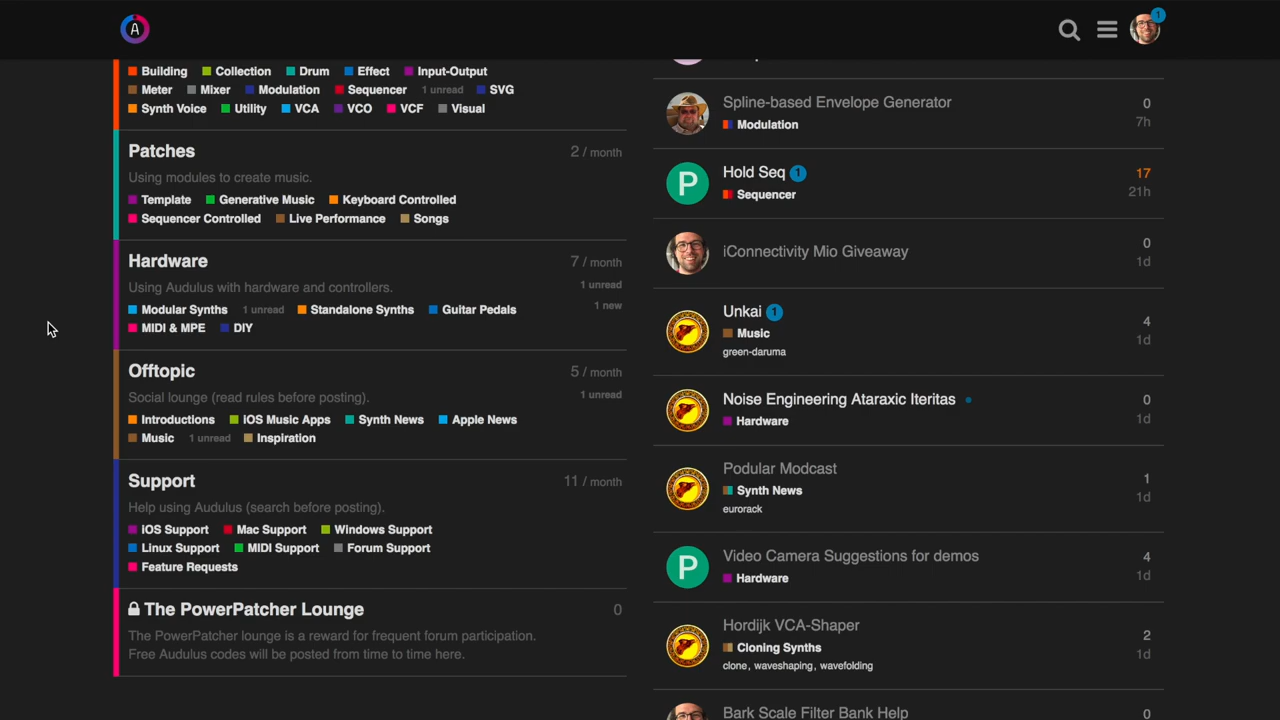 A
1
Building Collection Drum Effect Input-Output
Meter Mixer Modulation Sequencer 1 unread SVG
Synth Voice Utility VCA VCO VCF Visual
Patches 2 / month
Using modules to create music.
Template Generative Music Keyboard Controlled
Sequencer Controlled Live Performance Songs
Hardware 7 / month
Using Audulus with hardware and controllers. 1 unread
1 new
Modular Synths 1 unread Standalone Synths Guitar Pedals
MIDI & MPE DIY
Offtopic 5 / month
Social lounge (read rules before posting). 1 unread
Introductions iOS Music Apps Synth News Apple News
Music 1 unread Inspiration
Support 11 / month
Help using Audulus (search before posting).
iOS Support Mac Support Windows Support
Linux Support MIDI Support Forum Support
Feature Requests
The PowerPatcher Lounge 0
The PowerPatcher lounge is a reward for frequent forum participation.
Free Audulus codes will be posted from time to time here.
Spline-based Envelope Generator 0
Modulation 7h
P Hold Seq 1 17
Sequencer 21h
iConnectivity Mio Giveaway 0
1d
Unkai 1 4
Music 1d
green-daruma
Noise Engineering Ataraxic Iteritas 0
Hardware 1d
Podular Modcast 1
Synth News 1d
eurorack
P Video Camera Suggestions for demos 4
Hardware 1d
Hordijk VCA-Shaper 2
Cloning Synths 1d
clone, waveshaping, wavefolding
Bark Scale Filter Bank Help 0